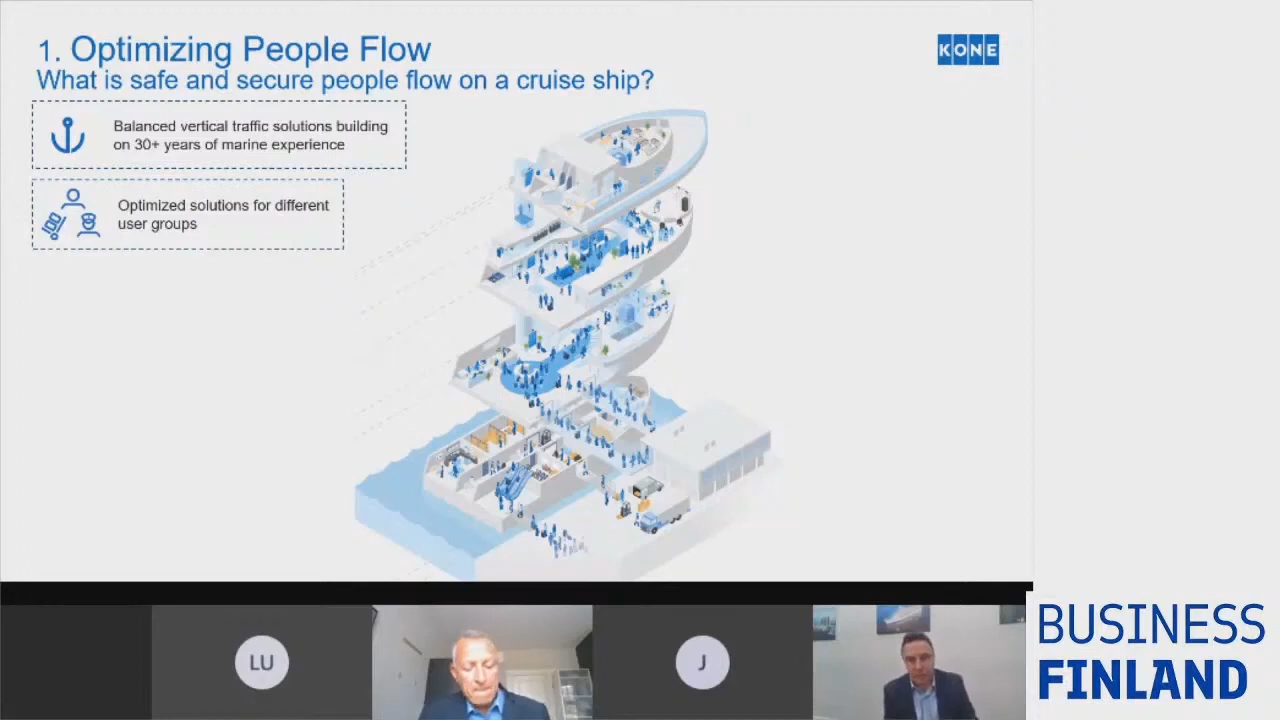 1. Optimizing People Flow
KONE
What is safe and secure people flow on a cruise ship?
Balanced vertical traffic solutions building
on 30+ years of marine experience
Optimized solutions for different
user groups
LU
J
BUSINESS
FINLAND